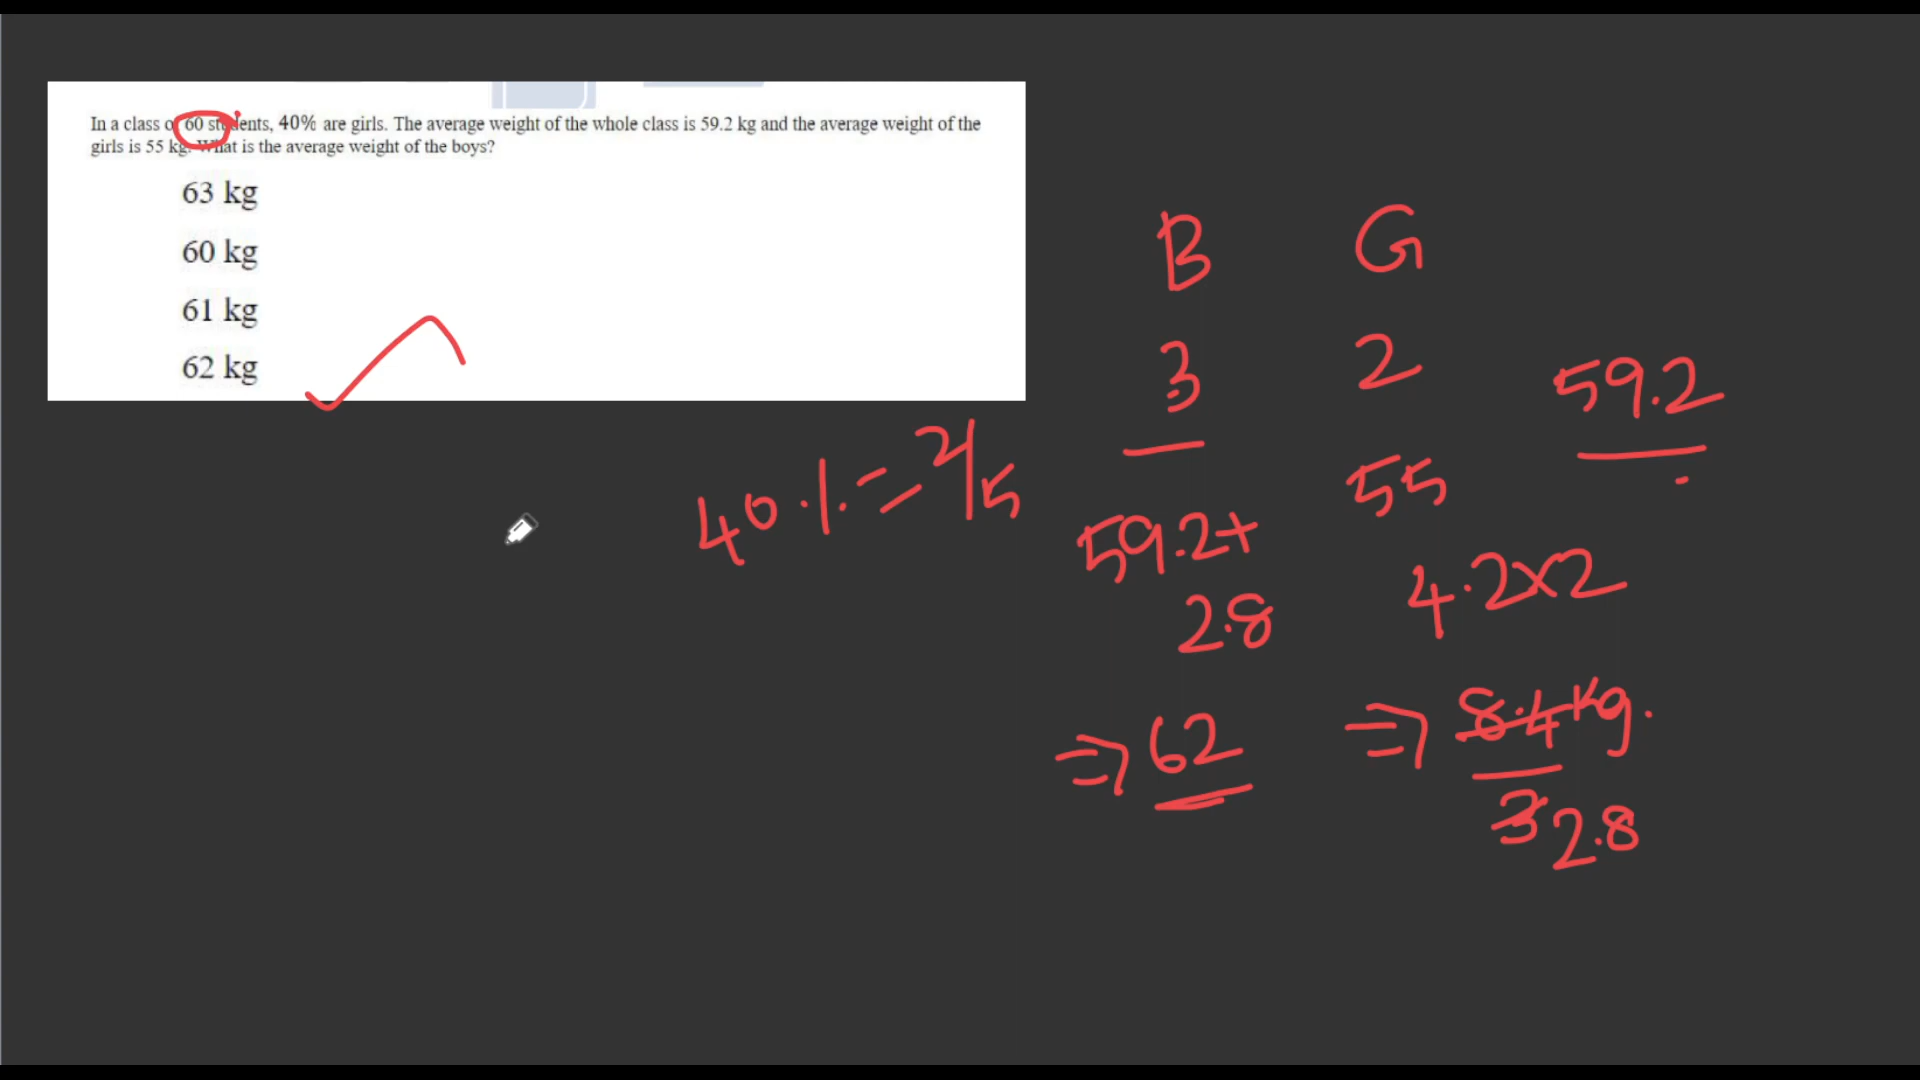 In a class of 60 students, 40% are girls. The average weight of the whole class is 59.2 kg and the average weight of the
girls is 55 kg. What is the average weight of the boys?
63 kg
60 kg
61 kg
62 kg
B G
3 2 59.2
40% = 2/5
55
59.2+
2.8
4.2×2
⇒ 62
⇒ 8.4 kg.
3 2.8